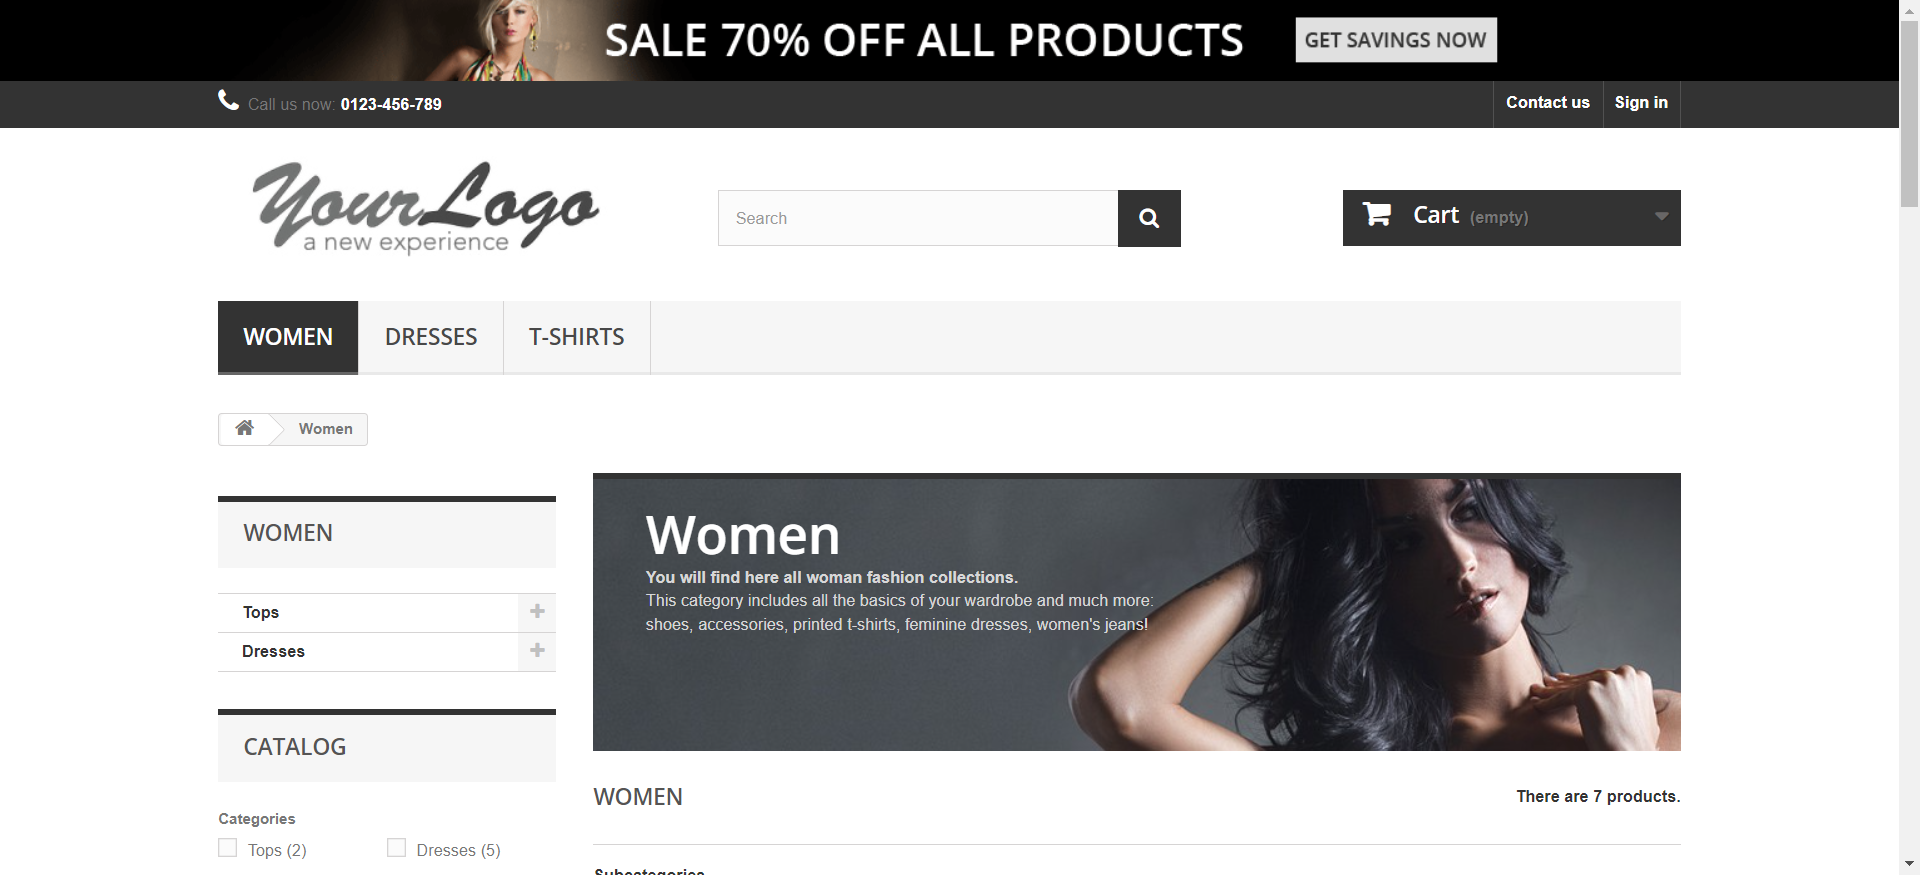 SALE 70% OFF ALL PRODUCTS
GET SAVINGS NOW
Call us now: 0123-456-789
Contact us
Sign in
YourLogo
a new experience
Search
Cart (empty)
WOMEN
DRESSES
T-SHIRTS
Women
WOMEN
Tops
Dresses
CATALOG
Categories
Tops (2)
Dresses (5)
Women
You will find here all woman fashion collections.
This category includes all the basics of your wardrobe and much more:
shoes, accessories, printed t-shirts, feminine dresses, women's jeans!
WOMEN
There are 7 products.
Subcategories